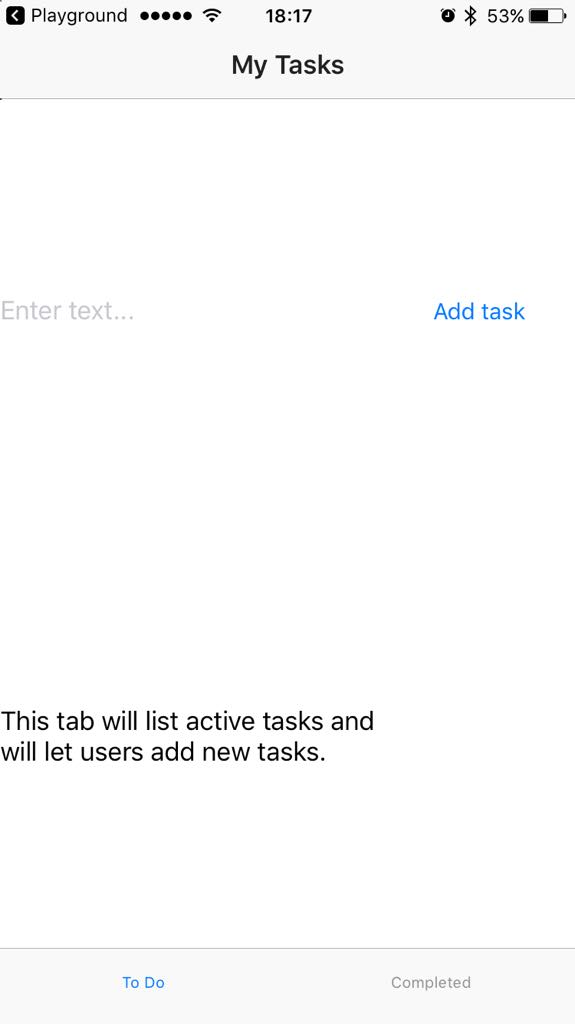 Playground 18:17 53%
My Tasks
Enter text... Add task
This tab will list active tasks and
will let users add new tasks.
To Do Completed